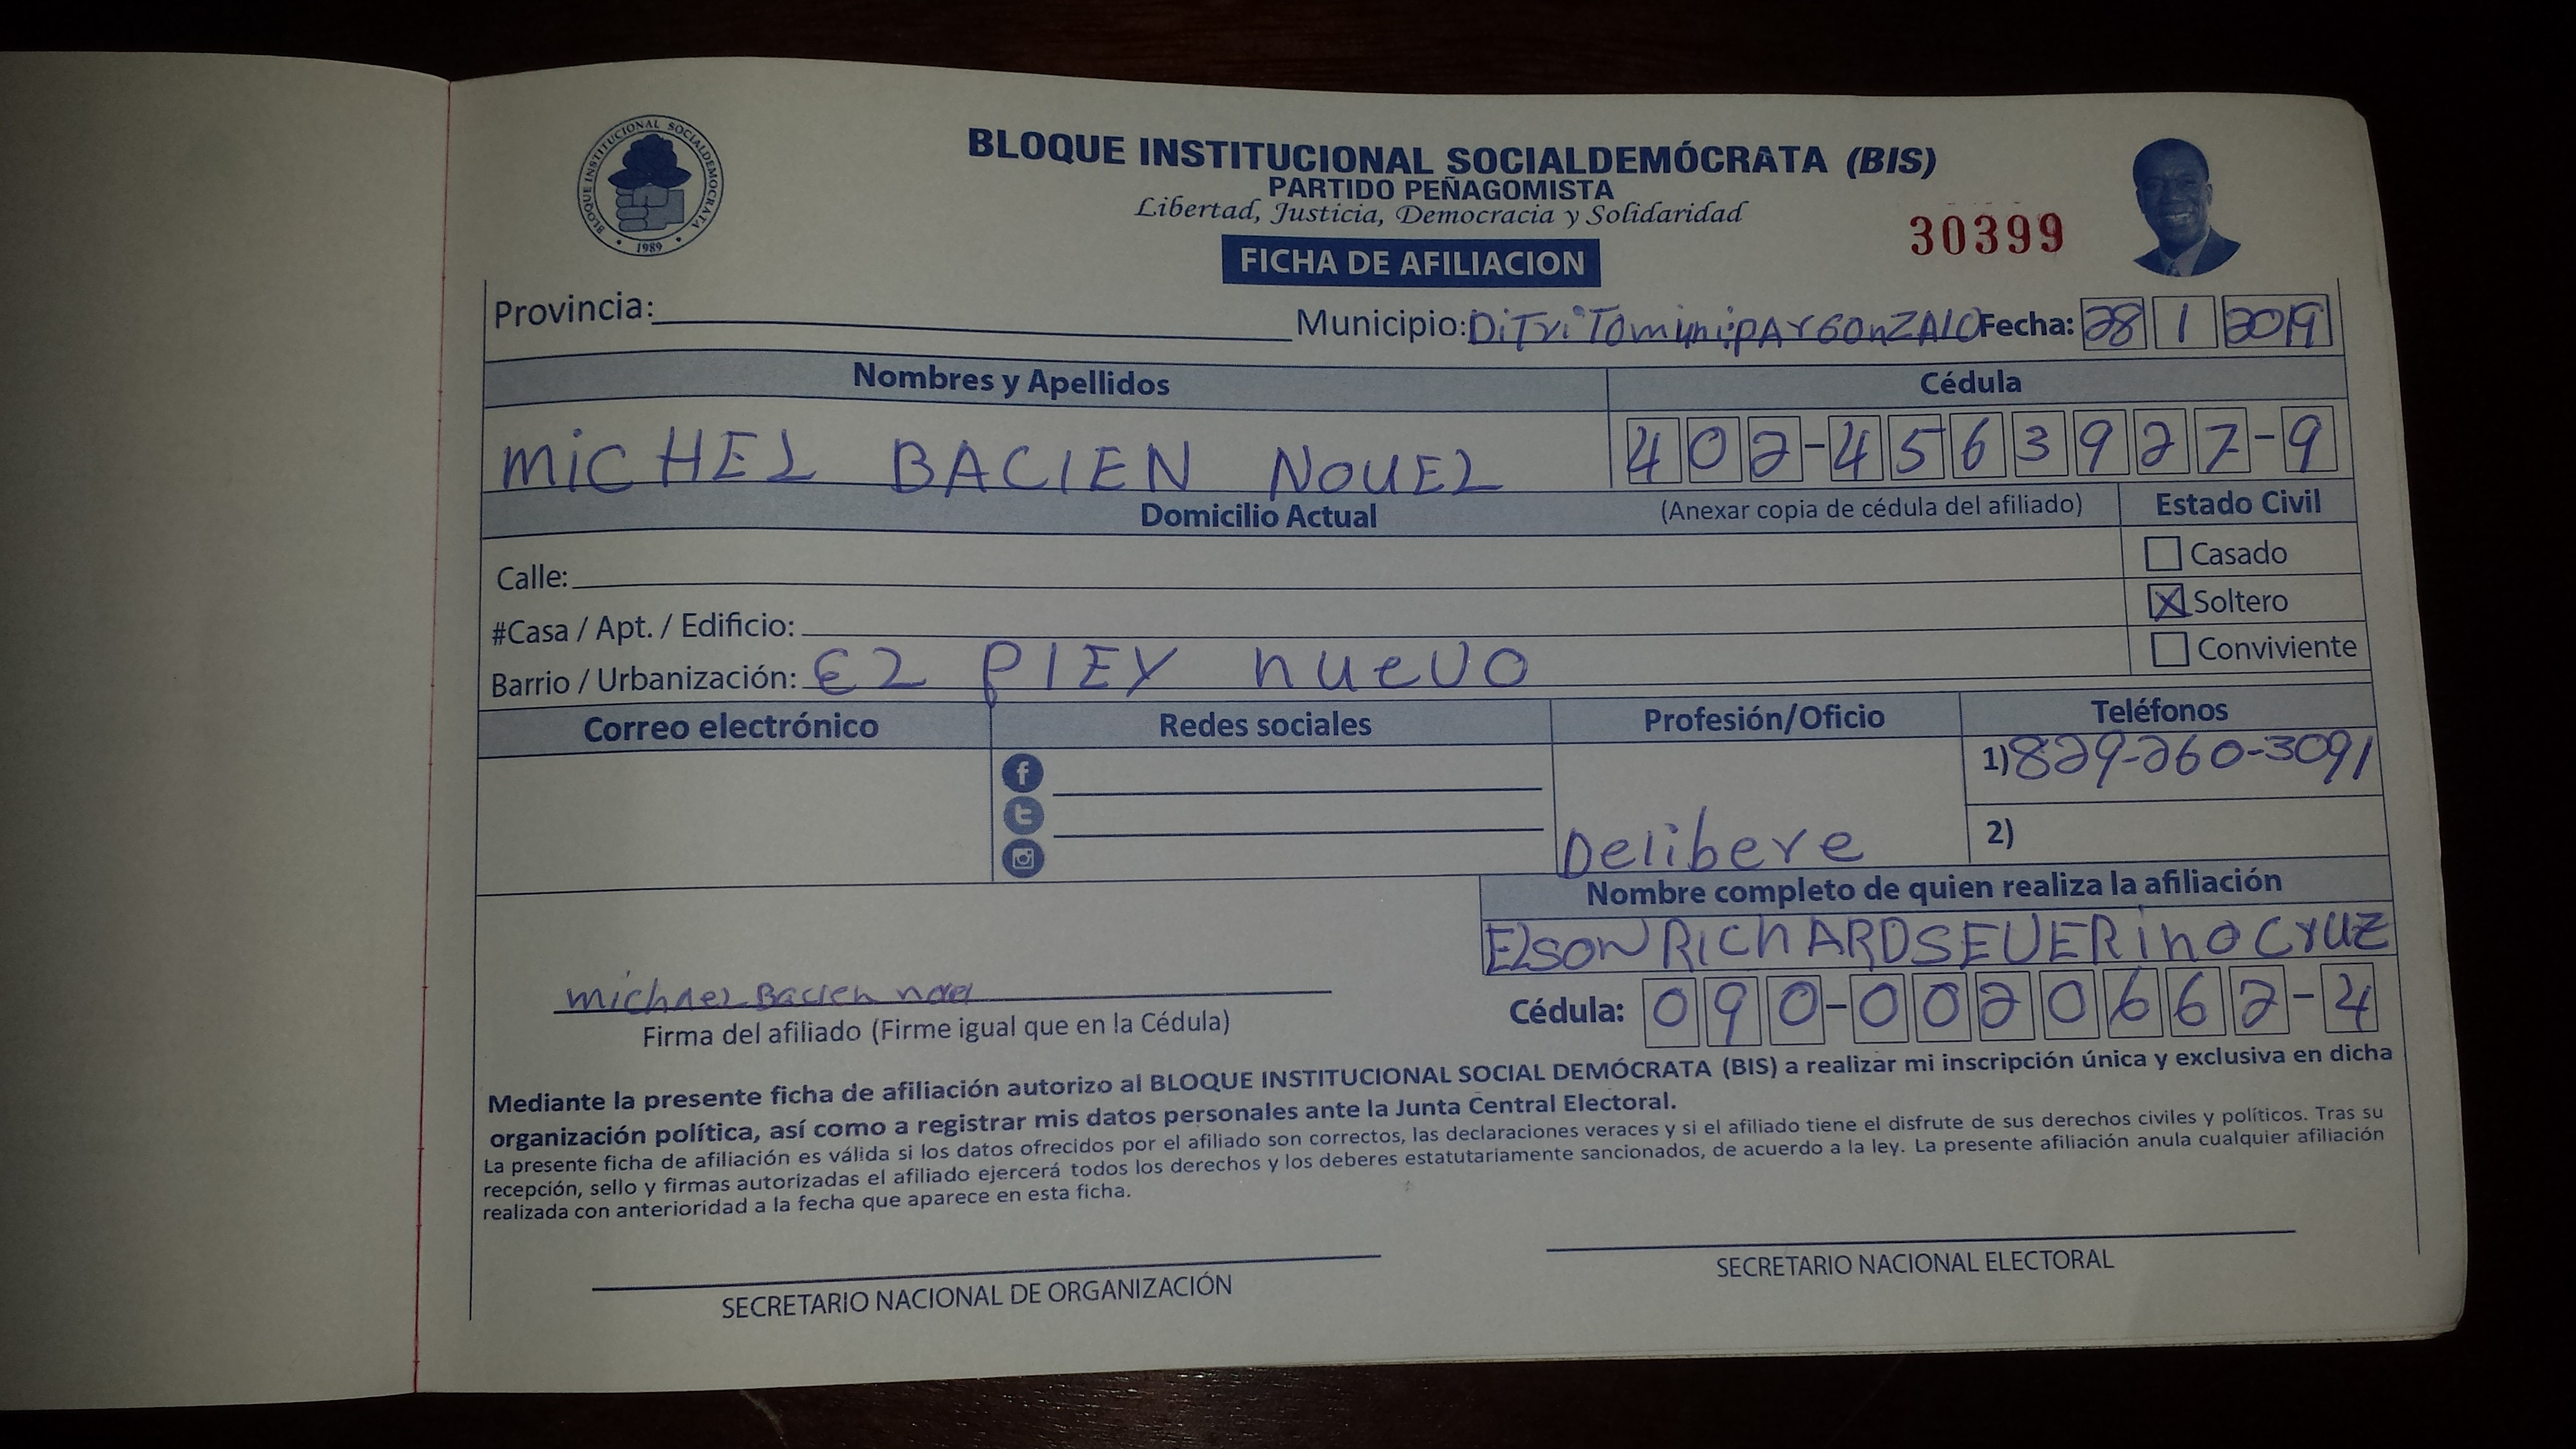 BLOQUE INSTITUCIONAL SOCIALDEMOCRATA
1989
BLOQUE INSTITUCIONAL SOCIALDEMÓCRATA (BIS)
PARTIDO PEÑAGOMISTA
Libertad, Justicia, Democracia y Solidaridad
30399
FICHA DE AFILIACION
Provincia: Municipio: DiTriTo municipAr GOnZALO Fecha: 28 1 2019
Nombres y Apellidos Cédula
MiCHEL BACIEN NOUEL 402-4563927-9
Domicilio Actual (Anexar copia de cédula del afiliado) Estado Civil
Calle: Casado
#Casa / Apt. / Edificio: X Soltero
Barrio / Urbanización: EL PlEY nuevo Conviviente
Correo electrónico Redes sociales Profesión/Oficio Teléfonos
1) 829-260-3091
Delibere 2)
Nombre completo de quien realiza la afiliación
ELSON RIChARD SEVERinO Cruz
michael Bacien
Cédula: 090-0020662-4
Firma del afiliado (Firme igual que en la Cédula)
Mediante la presente ficha de afiliación autorizo al BLOQUE INSTITUCIONAL SOCIAL DEMÓCRATA (BIS) a realizar mi inscripción única y exclusiva en dicha
organización política, así como a registrar mis datos personales ante la Junta Central Electoral.
La presente ficha de afiliación es válida si los datos ofrecidos por el afiliado son correctos, las declaraciones veraces y si el afiliado tiene el disfrute de sus derechos civiles y políticos. Tras su
recepción, sello y firmas autorizadas el afiliado ejercerá todos los derechos y los deberes estatutariamente sancionados, de acuerdo a la ley. La presente afiliación anula cualquier afiliación
realizada con anterioridad a la fecha que aparece en esta ficha.
SECRETARIO NACIONAL DE ORGANIZACIÓN SECRETARIO NACIONAL ELECTORAL